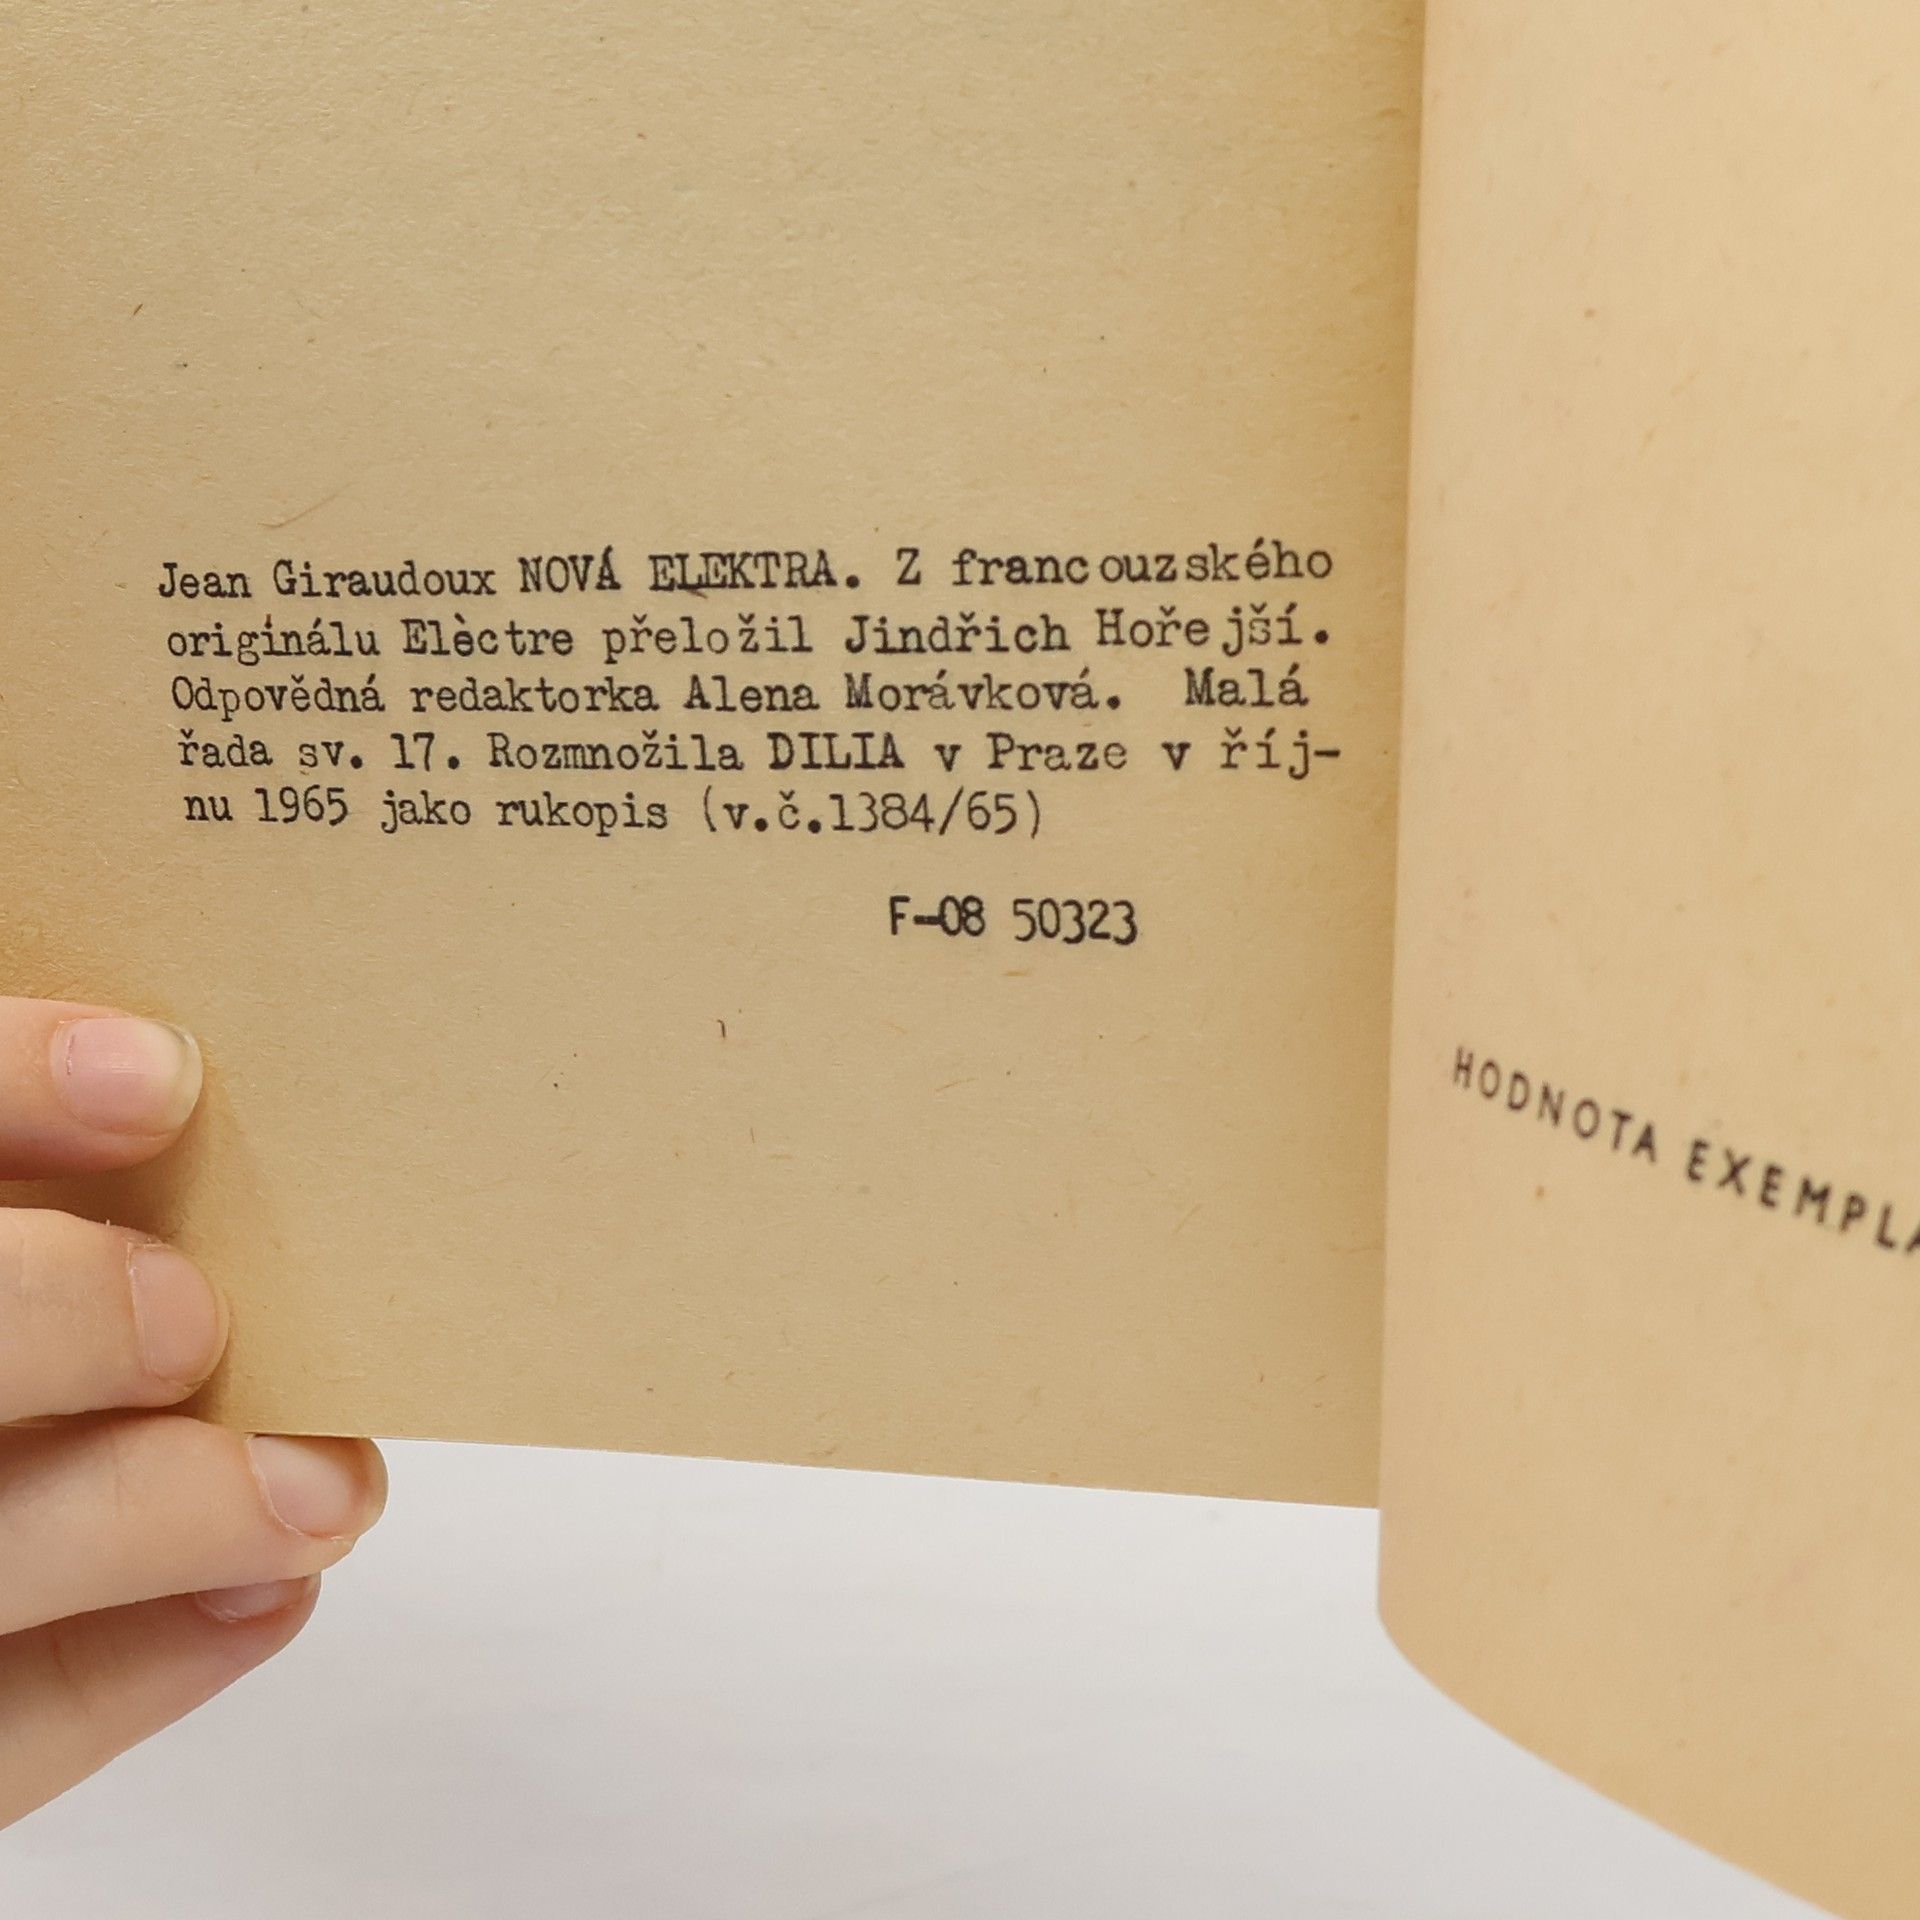 Jean Giraudoux NOVÁ ELEKTRA. Z francouzského
originálu Elèctre přeložil Jindřich Hořejší.
Odpovědná redaktorka Alena Morávková. Malá
řada sv. 17. Rozmnožila DILIA v Praze v říj-
nu 1965 jako rukopis (v.č.1384/65)
F-08 50323
HODNOTA